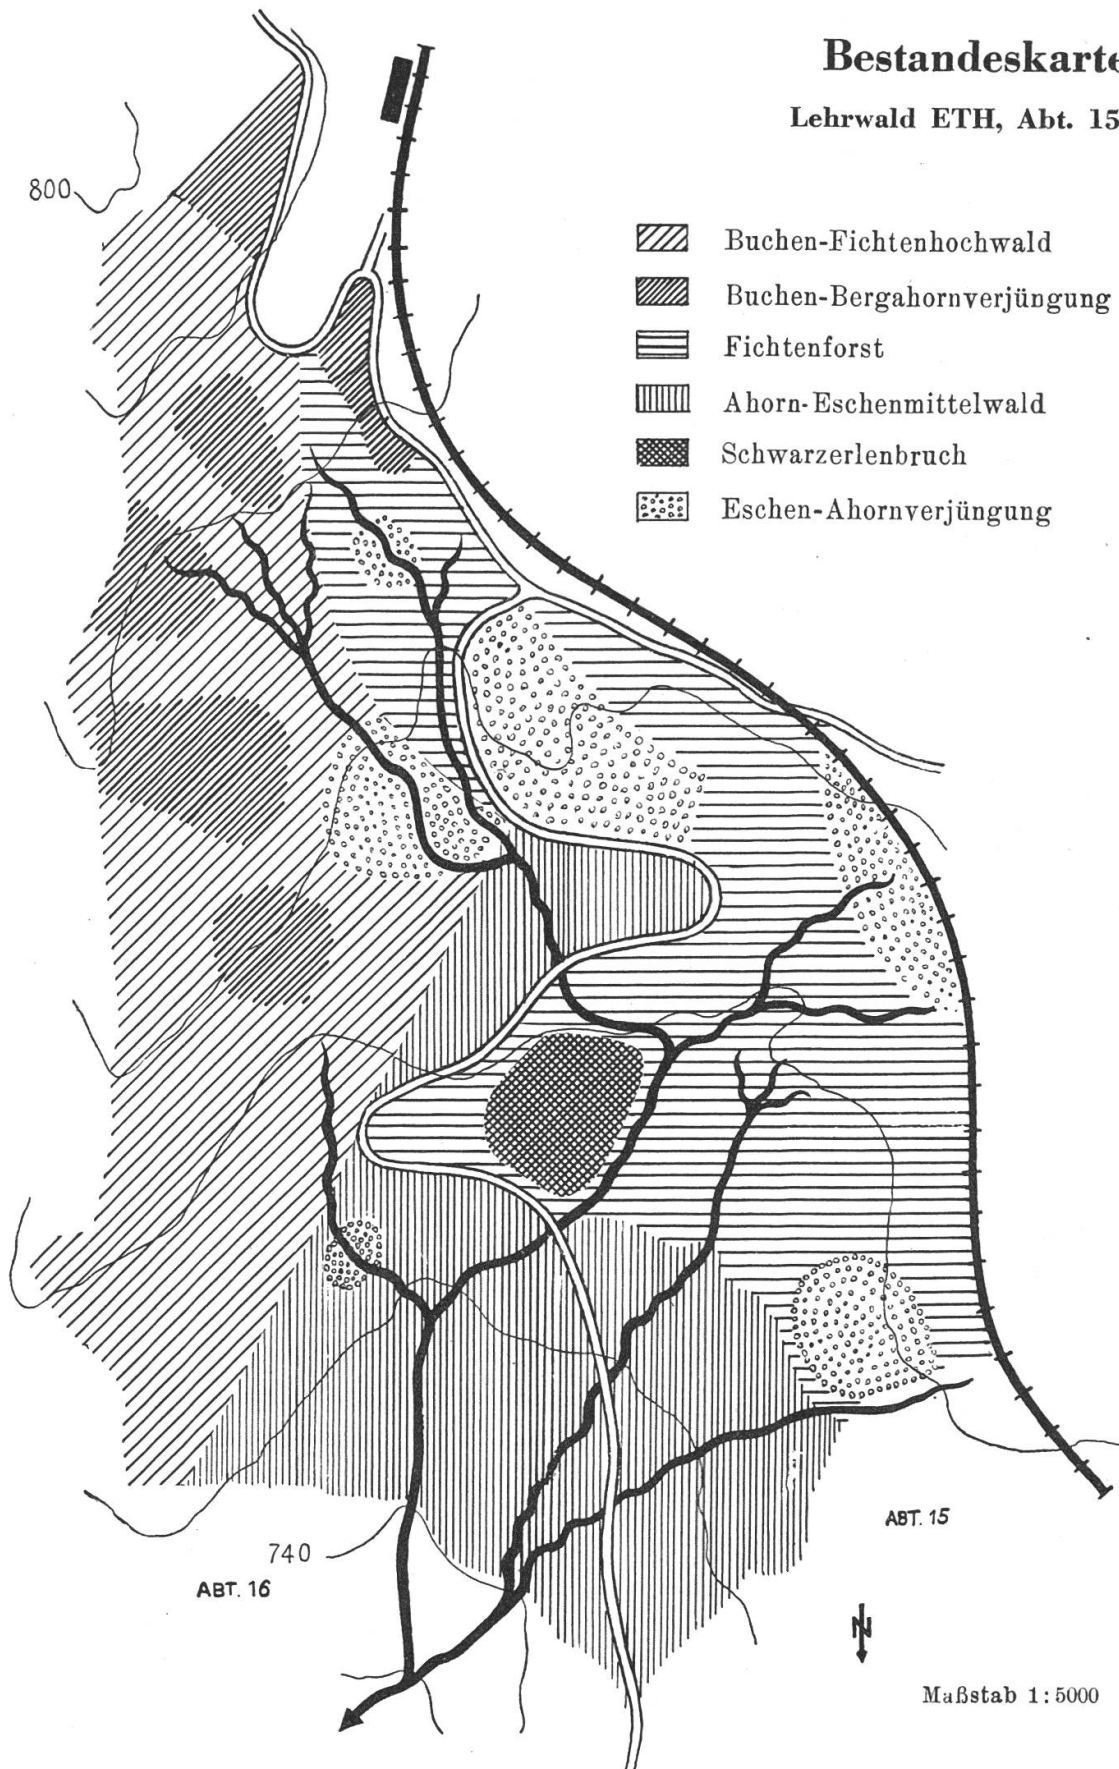 Bestandeskarte
Lehrwald ETH, Abt. 15
800
Buchen-Fichtenhochwald
Buchen-Bergahornverjüngung
Fichtenforst
Ahorn-Eschenmittelwald
Schwarzerlenbruch
Eschen-Ahornverjüngung
ABT. 15
740
ABT. 16
N
Maßstab 1:5000